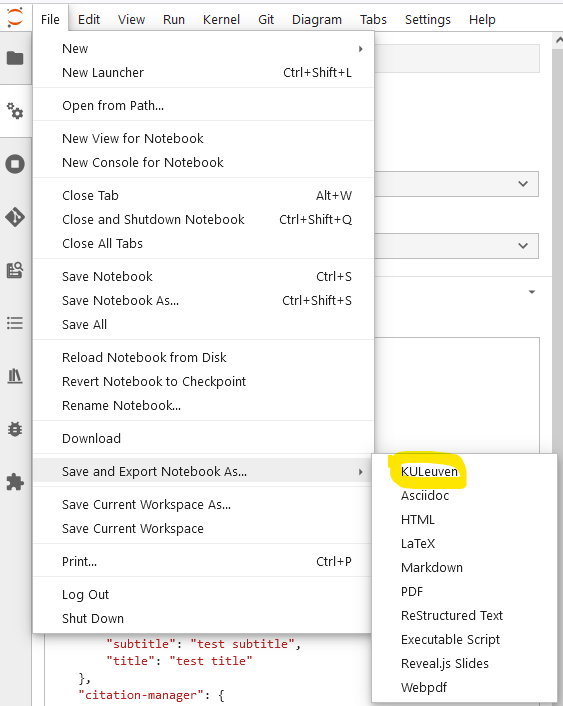 File Edit View Run Kernel Git Diagram Tabs Settings Help
New
New Launcher Ctrl+Shift+L
Open from Path...
New View for Notebook
New Console for Notebook
Close Tab Alt+W
Close and Shutdown Notebook Ctrl+Shift+Q
Close All Tabs
Save Notebook Ctrl+S
Save Notebook As... Ctrl+Shift+S
Save All
Reload Notebook from Disk
Revert Notebook to Checkpoint
Rename Notebook...
Download
Save and Export Notebook As...
KULeuven
Asciidoc
HTML
LaTeX
Markdown
PDF
ReStructured Text
Executable Script
Reveal.js Slides
Webpdf
Save Current Workspace As...
Save Current Workspace
Print... Ctrl+P
Log Out
Shut Down
"subtitle": "test subtitle",
"title": "test title"
},
"citation-manager": {